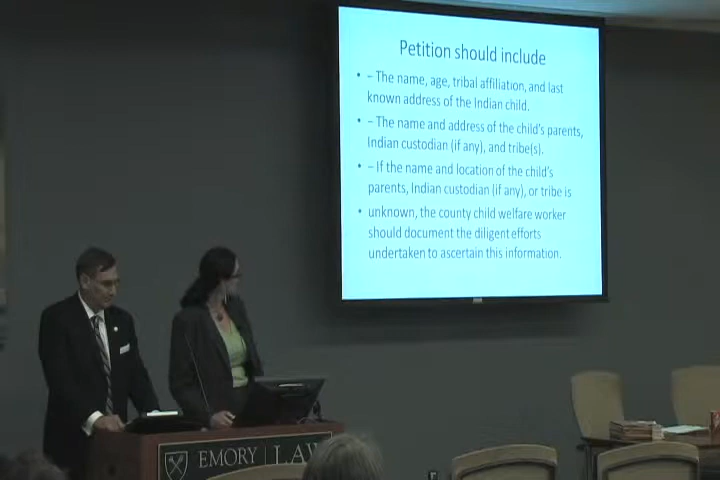 Petition should include
• – The name, age, tribal affiliation, and last
known address of the Indian child.
• – The name and address of the child's parents,
Indian custodian (if any), and tribe(s).
• – If the name and location of the child's
parents, Indian custodian (if any), or tribe is
• unknown, the county child welfare worker
should document the diligent efforts
undertaken to ascertain this information.
EMORY | LAW